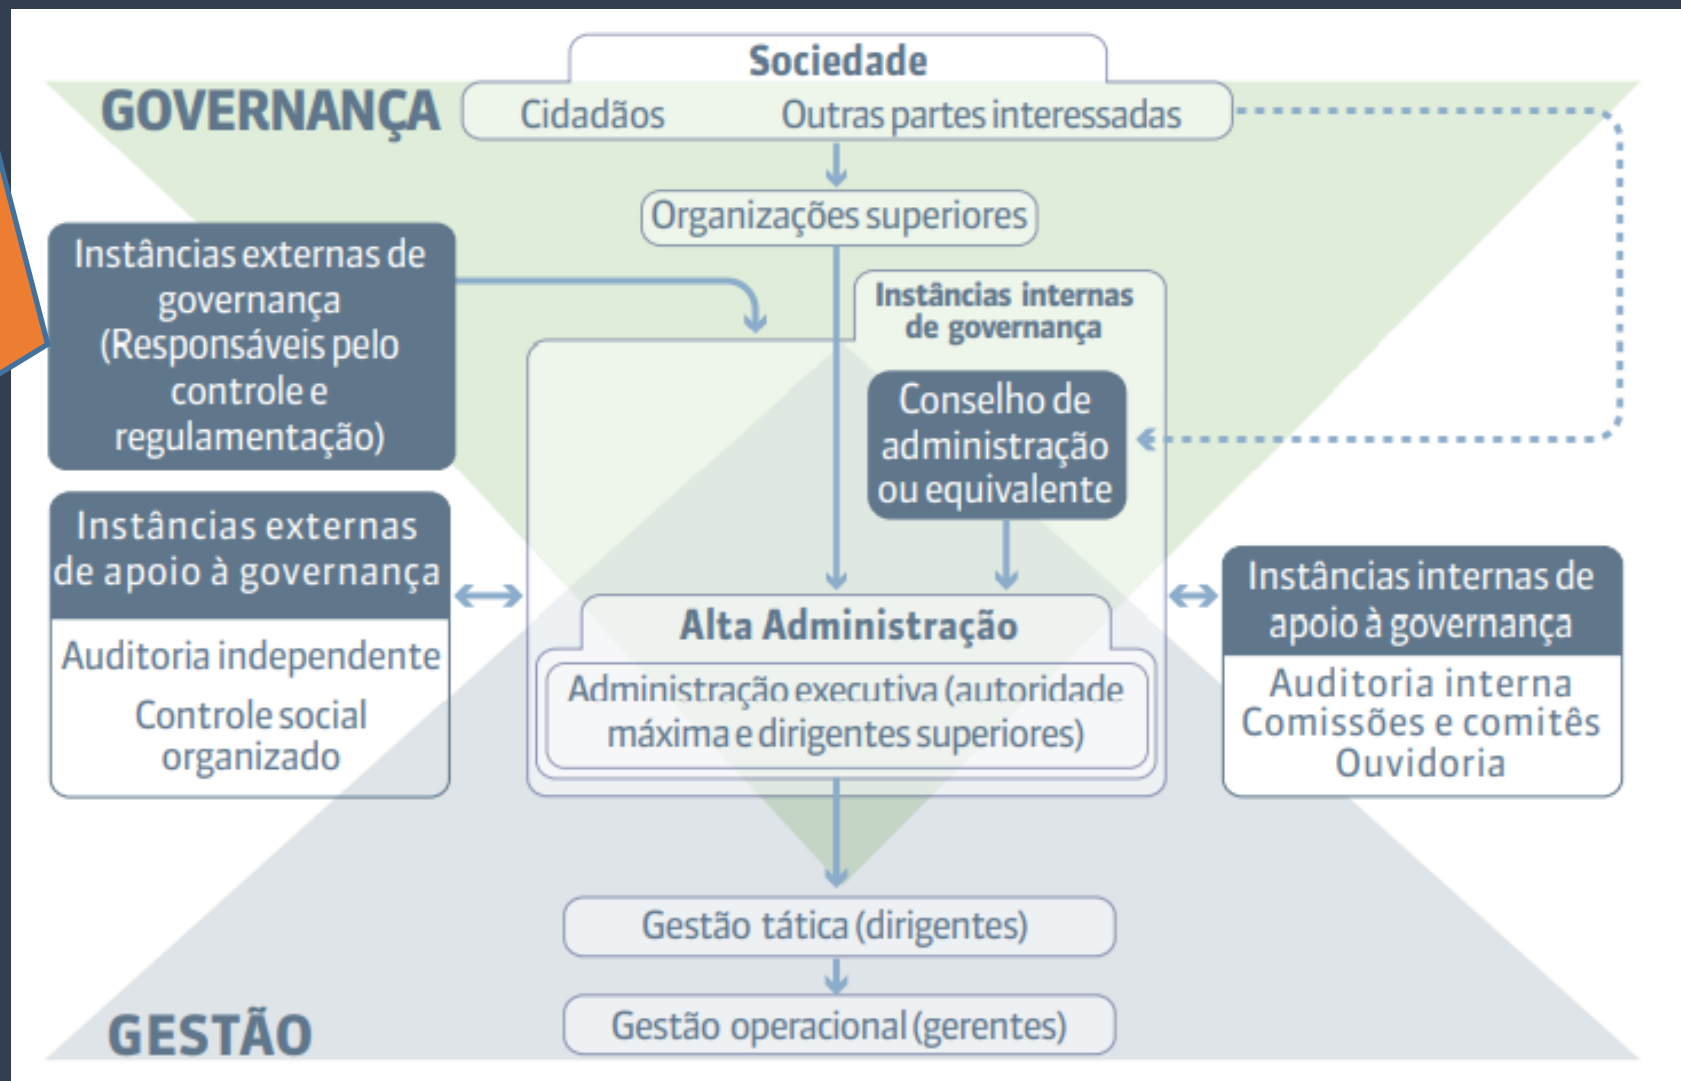 Sociedade
GOVERNANÇA
Cidadãos
Outras partes interessadas
Organizações superiores
Instâncias externas de
governança
(Responsáveis pelo
controle e
regulamentação)
Instâncias internas
de governança
Conselho de
administração
ou equivalente
Instâncias externas
de apoio à governança
Auditoria independente
Controle social
organizado
Alta Administração
Administração executiva (autoridade
máxima e dirigentes superiores)
Instâncias internas de
apoio à governança
Auditoria interna
Comissões e comitês
Ouvidoria
Gestão tática (dirigentes)
Gestão operacional (gerentes)
GESTÃO